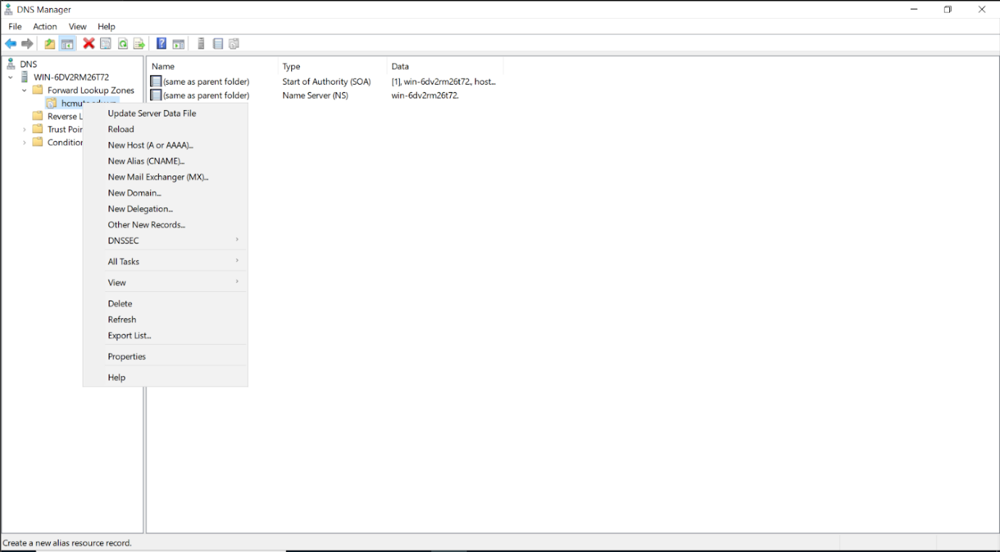 DNS Manager
File Action View Help
DNS
WIN-6DV2RM26T72
Forward Lookup Zones
Reverse L
Trust Poin
Condition
Name Type Data
(same as parent folder) Start of Authority (SOA) [1], win-6dv2rm26t72., host...
(same as parent folder) Name Server (NS) win-6dv2rm26t72.
Update Server Data File
Reload
New Host (A or AAAA)...
New Alias (CNAME)...
New Mail Exchanger (MX)...
New Domain...
New Delegation...
Other New Records...
DNSSEC
All Tasks
View
Delete
Refresh
Export List...
Properties
Help
Create a new alias resource record.